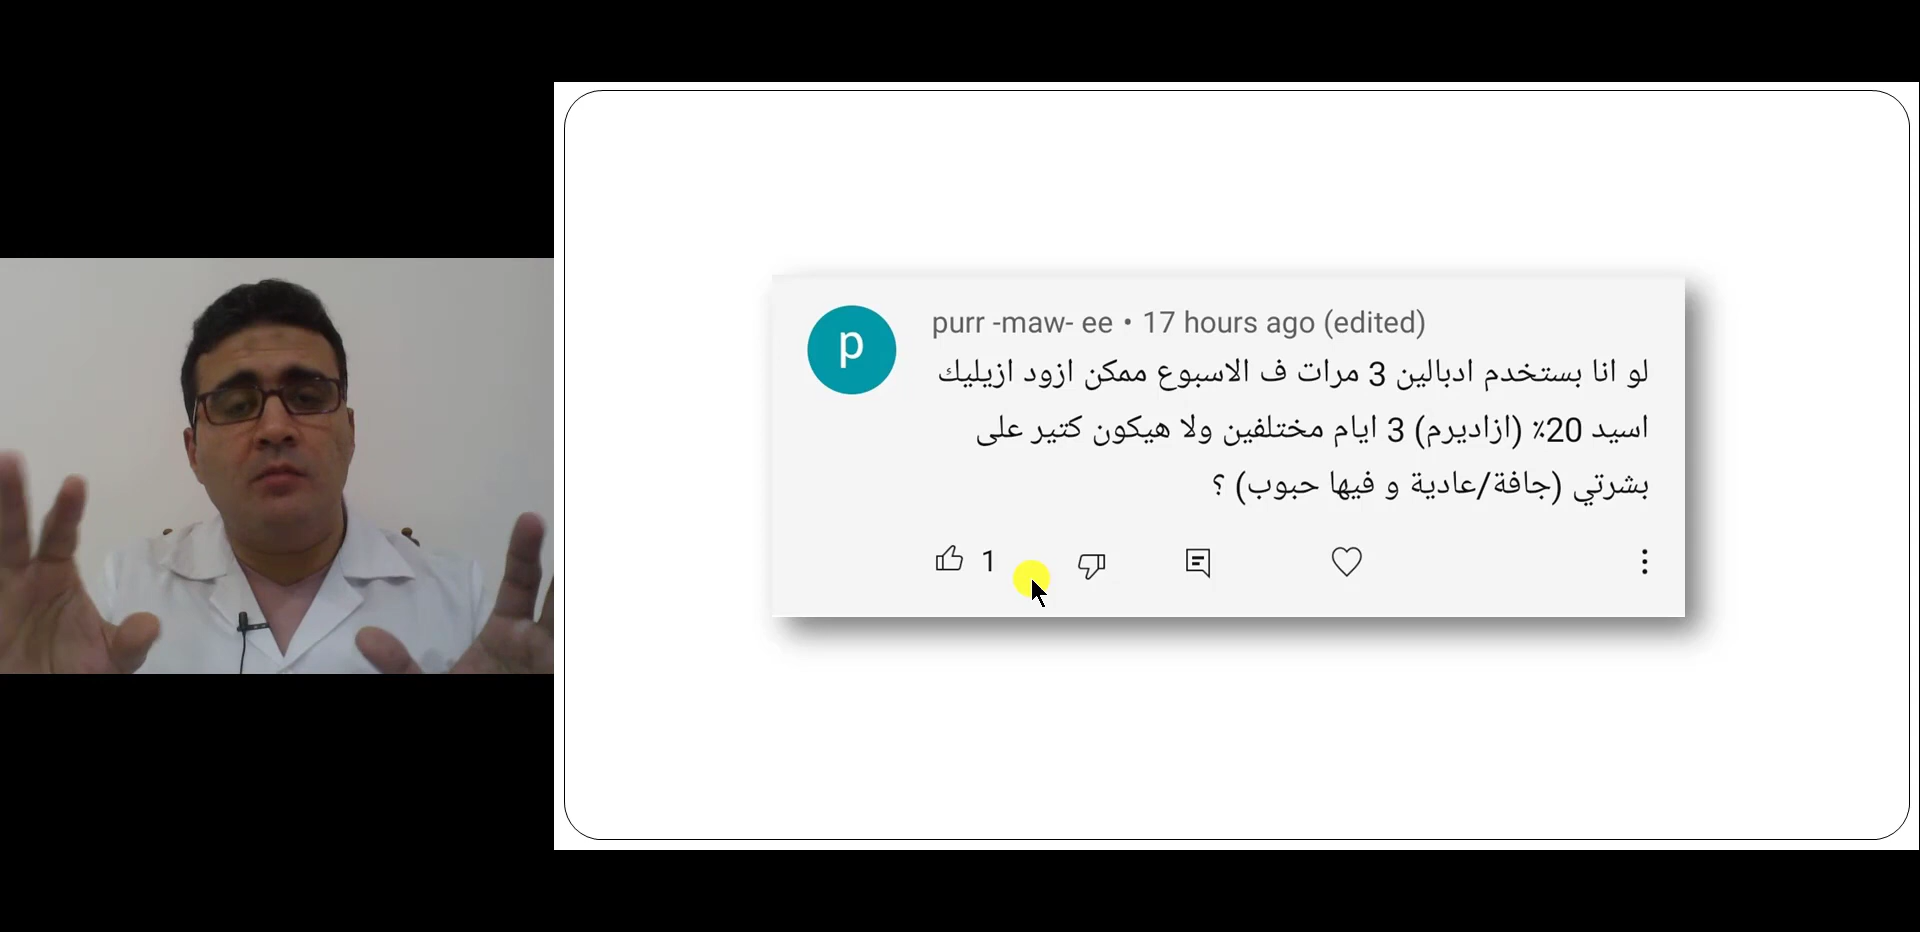 p
purr -maw- ee • 17 hours ago (edited)
لو انا بستخدم ادبالين 3 مرات ف الاسبوع ممكن ازود ازيليك
اسيد 20٪ (ازاديرم) 3 ايام مختلفين ولا هيكون كتير على
بشرتي (جافة/عادية و فيها حبوب) ؟
1